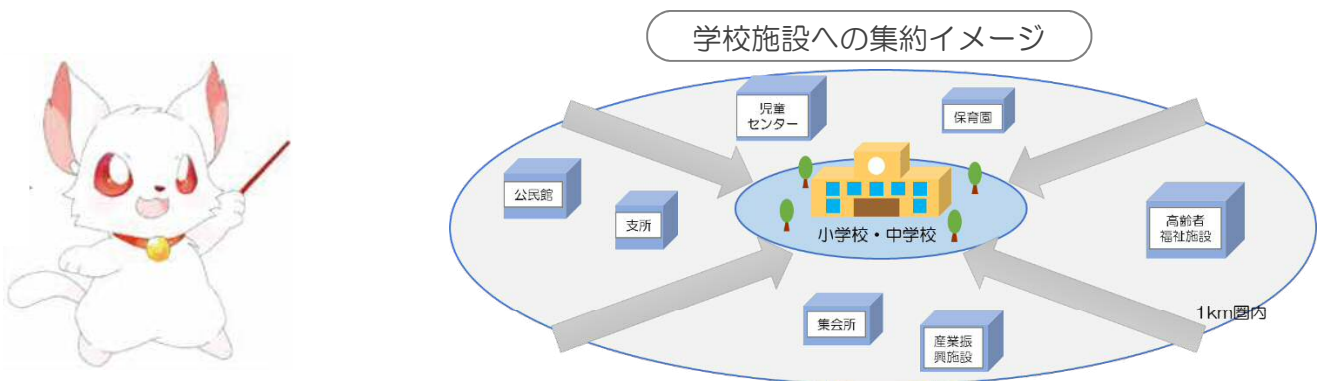 学校施設への集約イメージ
児童
センター
保育園
公民館
支所
小学校・中学校
高齢者
福祉施設
1km圏内
集会所
産業振
興施設